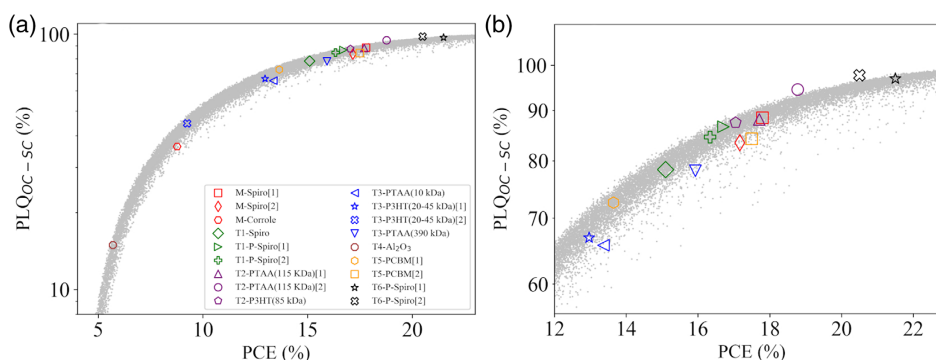 (a)
100
10
PLQOC−SC (%)
5
10
15
20
PCE (%)
M-Spiro[1]
M-Spiro[2]
M-Corrole
T1-Spiro
T1-P-Spiro[1]
T1-P-Spiro[2]
T2-PTAA(115 KDa)[1]
T2-PTAA(115 KDa)[2]
T2-P3HT(85 kDa)
T3-PTAA(10 kDa)
T3-P3HT(20-45 kDa)[1]
T3-P3HT(20-45 kDa)[2]
T3-PTAA(390 kDa)
T4-Al₂O₃
T5-PCBM[1]
T5-PCBM[2]
T6-P-Spiro[1]
T6-P-Spiro[2]
(b)
100
90
80
70
60
PLQOC−SC (%)
12
14
16
18
20
22
PCE (%)